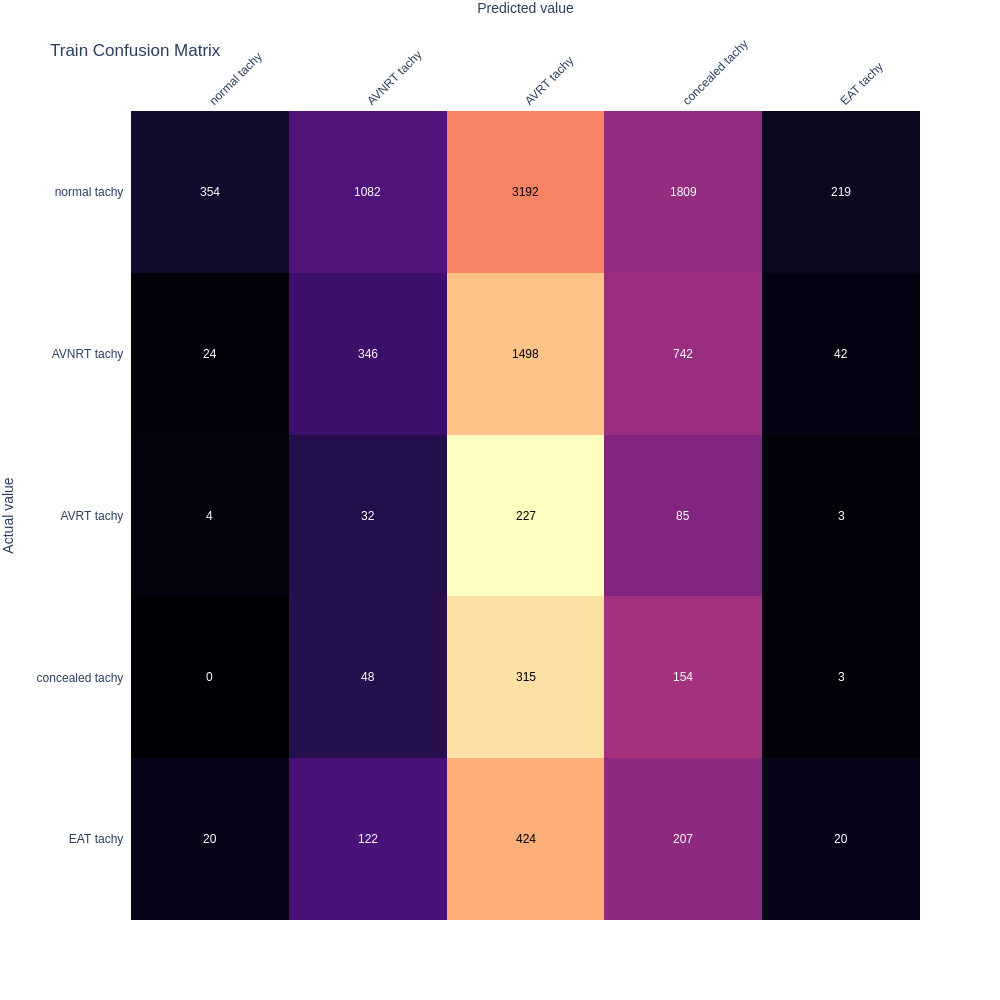 Predicted value
Train Confusion Matrix
normal tachy
AVNRT tachy
AVRT tachy
concealed tachy
EAT tachy
normal tachy 354 1082 3192 1809 219
AVNRT tachy 24 346 1498 742 42
Actual value
AVRT tachy 4 32 227 85 3
concealed tachy 0 48 315 154 3
EAT tachy 20 122 424 207 20